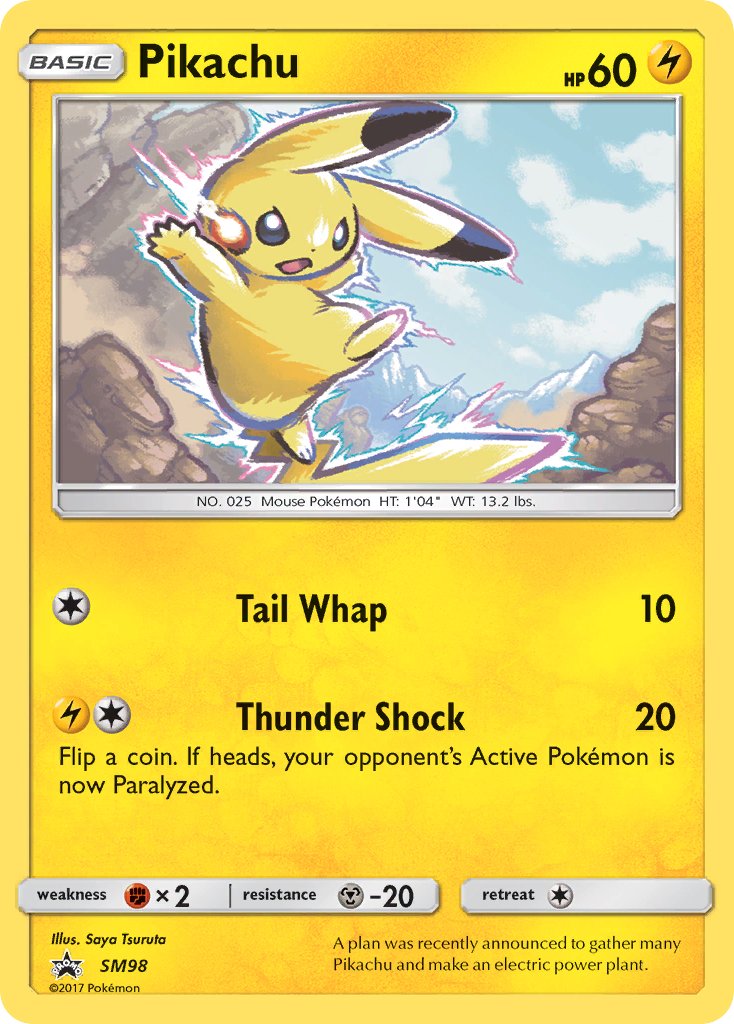 BASIC Pikachu HP60
NO. 025 Mouse Pokémon HT: 1'04" WT: 13.2 lbs.
Tail Whap 10
Thunder Shock 20
Flip a coin. If heads, your opponent's Active Pokémon is
now Paralyzed.
weakness ×2 resistance -20 retreat
Illus. Saya Tsuruta
PROMO SM98
©2017 Pokémon
A plan was recently announced to gather many
Pikachu and make an electric power plant.